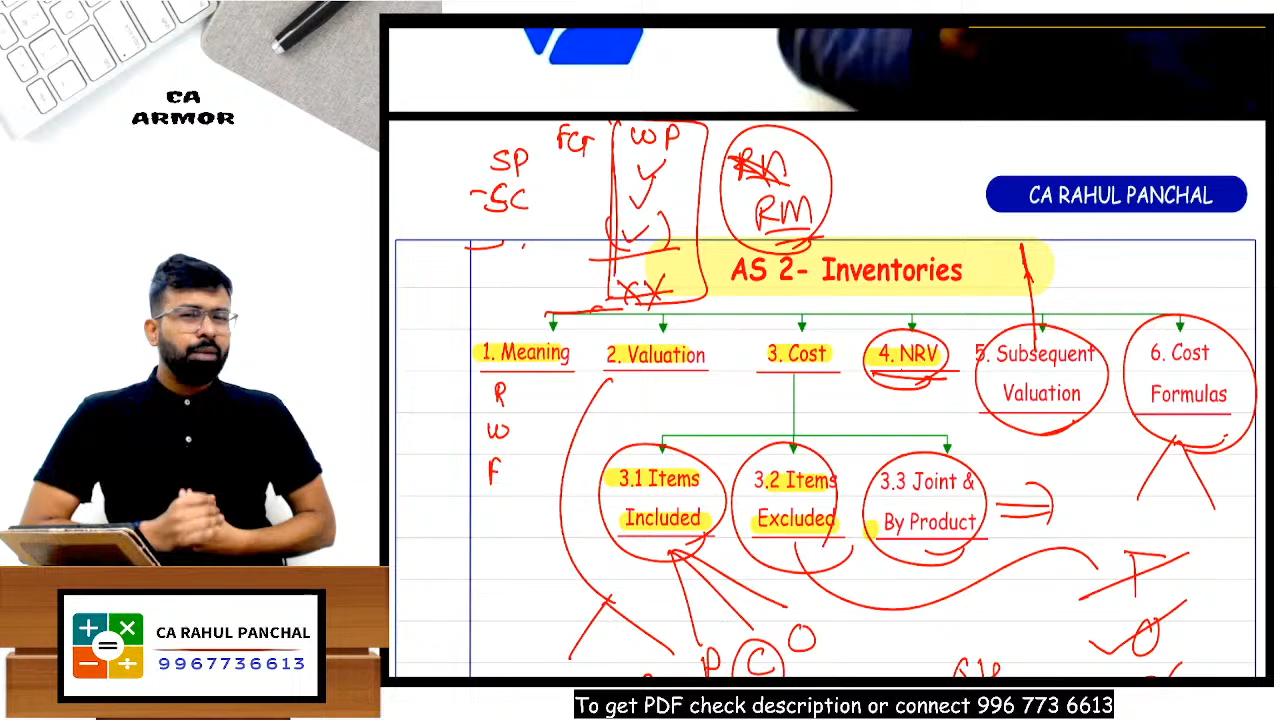 CA
ARMOR
FG
WP
SP
-SC
RM
CA RAHUL PANCHAL
AS 2- Inventories
XX
1. Meaning
2. Valuation
3. Cost
4. NRV
5. Subsequent
Valuation
6. Cost
Formulas
R
W
F
3.1 Items
Included
3.2 Items
Excluded
3.3 Joint &
By Product
P
C
O
CA RAHUL PANCHAL
9967736613
To get PDF check description or connect 996 773 6613